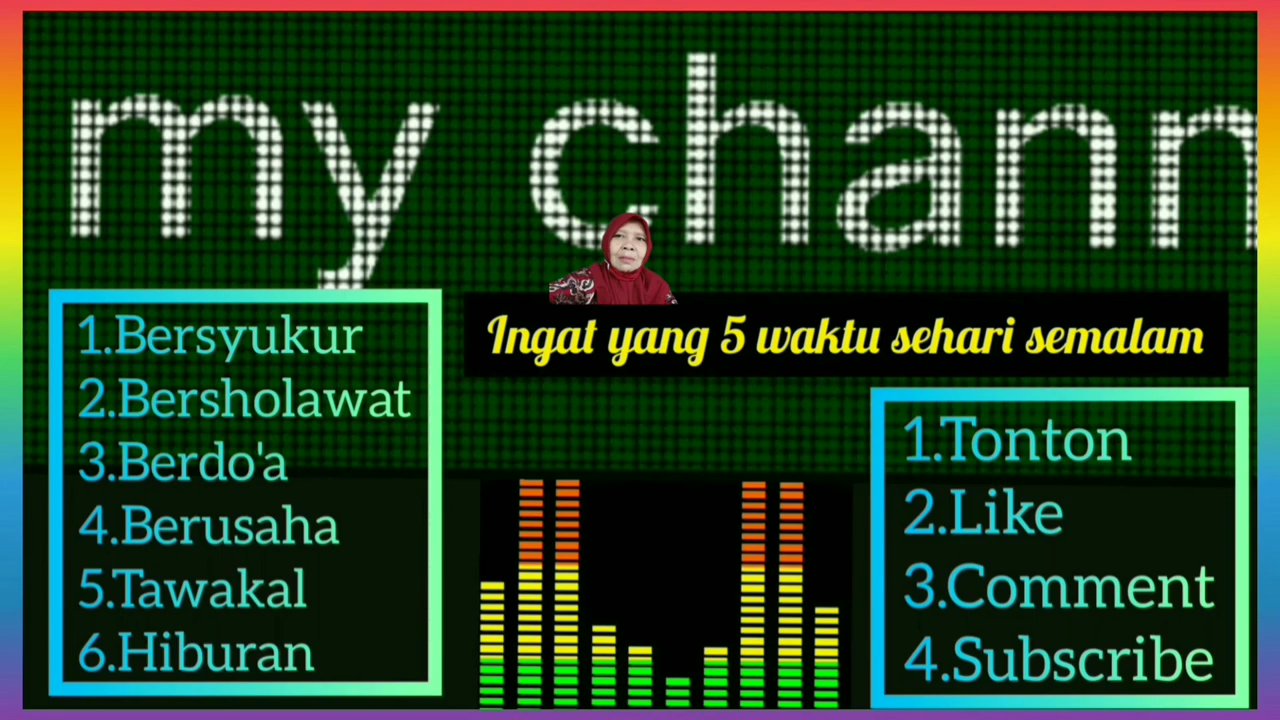 my chann
Ingat yang 5 waktu sehari semalam
1.Bersyukur
2.Bersholawat
3.Berdo'a
4.Berusaha
5.Tawakal
6.Hiburan
1.Tonton
2.Like
3.Comment
4.Subscribe